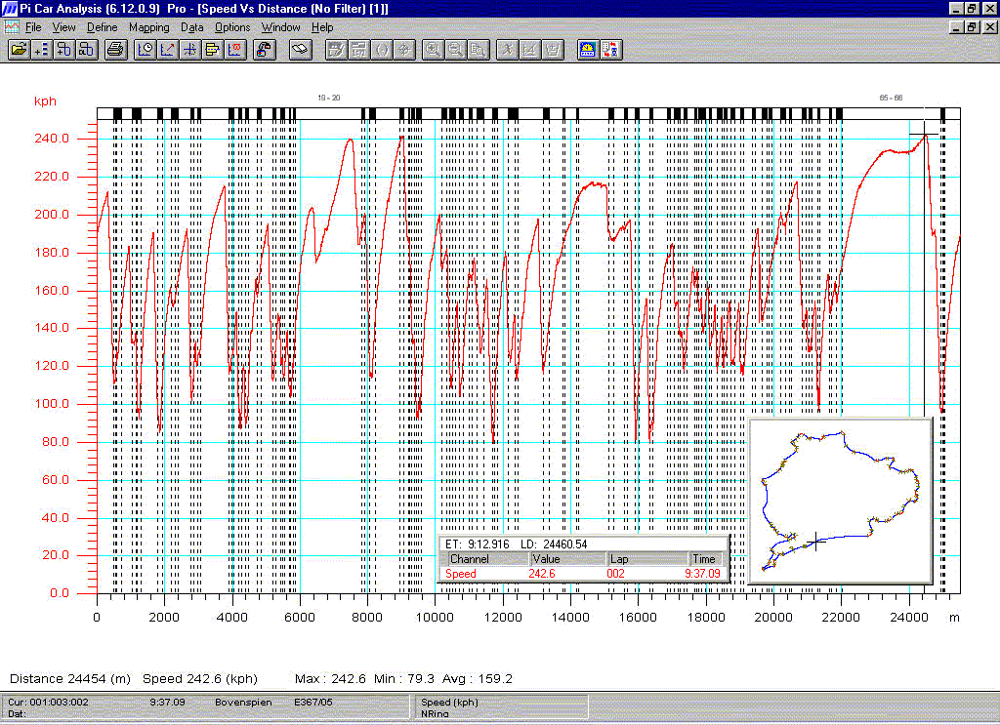 Pi Car Analysis (6.12.0.9)  Pro - [Speed Vs Distance (No Filter) [1]]
File View Define Mapping Data Options Window Help
kph
19 - 20
65 - 66
240.0
220.0
200.0
180.0
160.0
140.0
120.0
100.0
80.0
60.0
40.0
20.0
0.0
ET: 9:12.916 LD: 24460.54
Channel Value Lap Time
Speed 242.6 002 9:37.09
0 2000 4000 6000 8000 10000 12000 14000 16000 18000 20000 22000 24000 m
Distance 24454 (m) Speed 242.6 (kph) Max : 242.6 Min : 79.3 Avg : 159.2
Cur: 001:003:002 9:37.09 Bovenspien E367/05 Speed (kph)
Dat: NRing